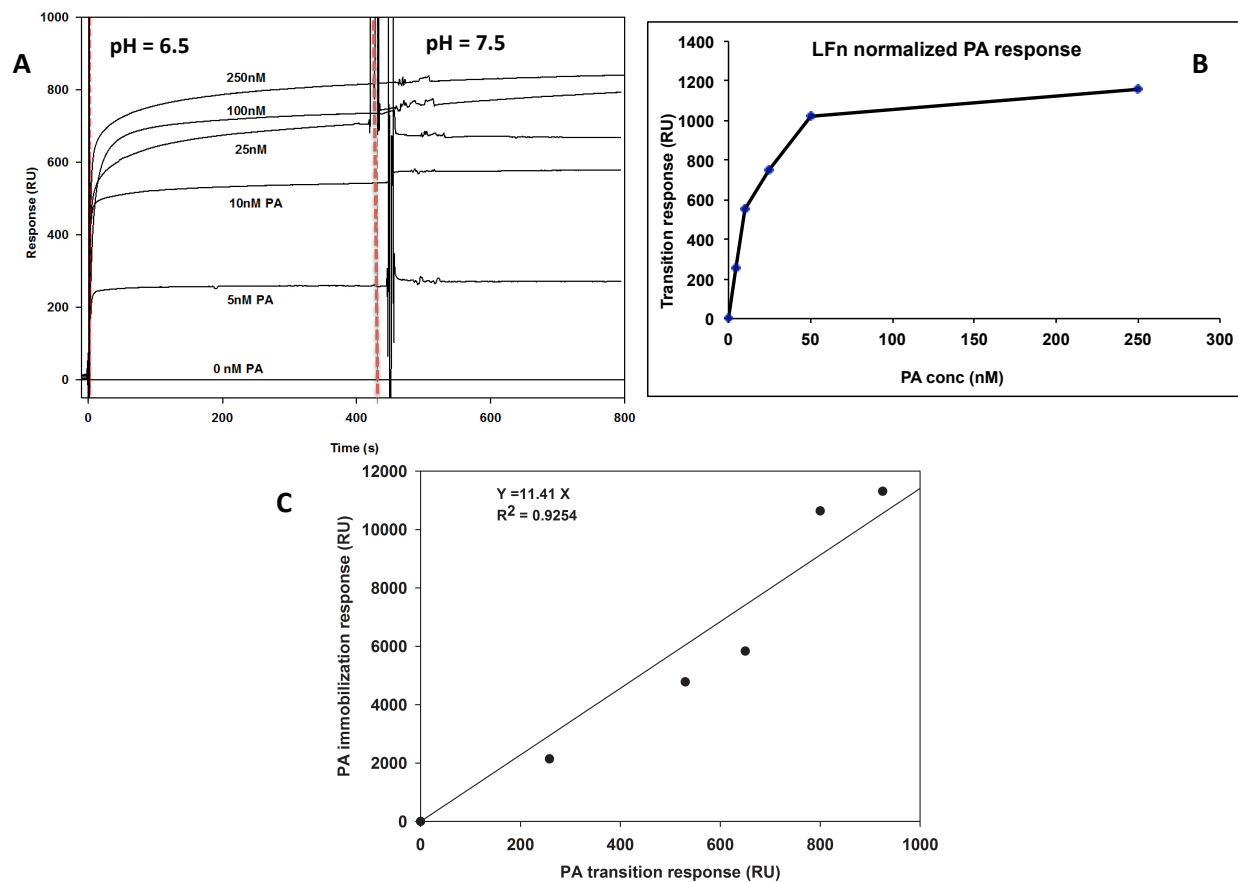 A
pH = 6.5
pH = 7.5
1000
800
600
400
200
0
Response (RU)
250nM
100nM
25nM
10nM PA
5nM PA
0 nM PA
0
200
400
600
800
Time (s)
LFn normalized PA response
B
1400
1200
1000
800
600
400
200
0
Transition response (RU)
0
50
100
150
200
250
300
PA conc (nM)
C
Y =11.41 X
R2 = 0.9254
12000
10000
8000
6000
4000
2000
0
PA immobilization response (RU)
0
200
400
600
800
1000
PA transition response (RU)